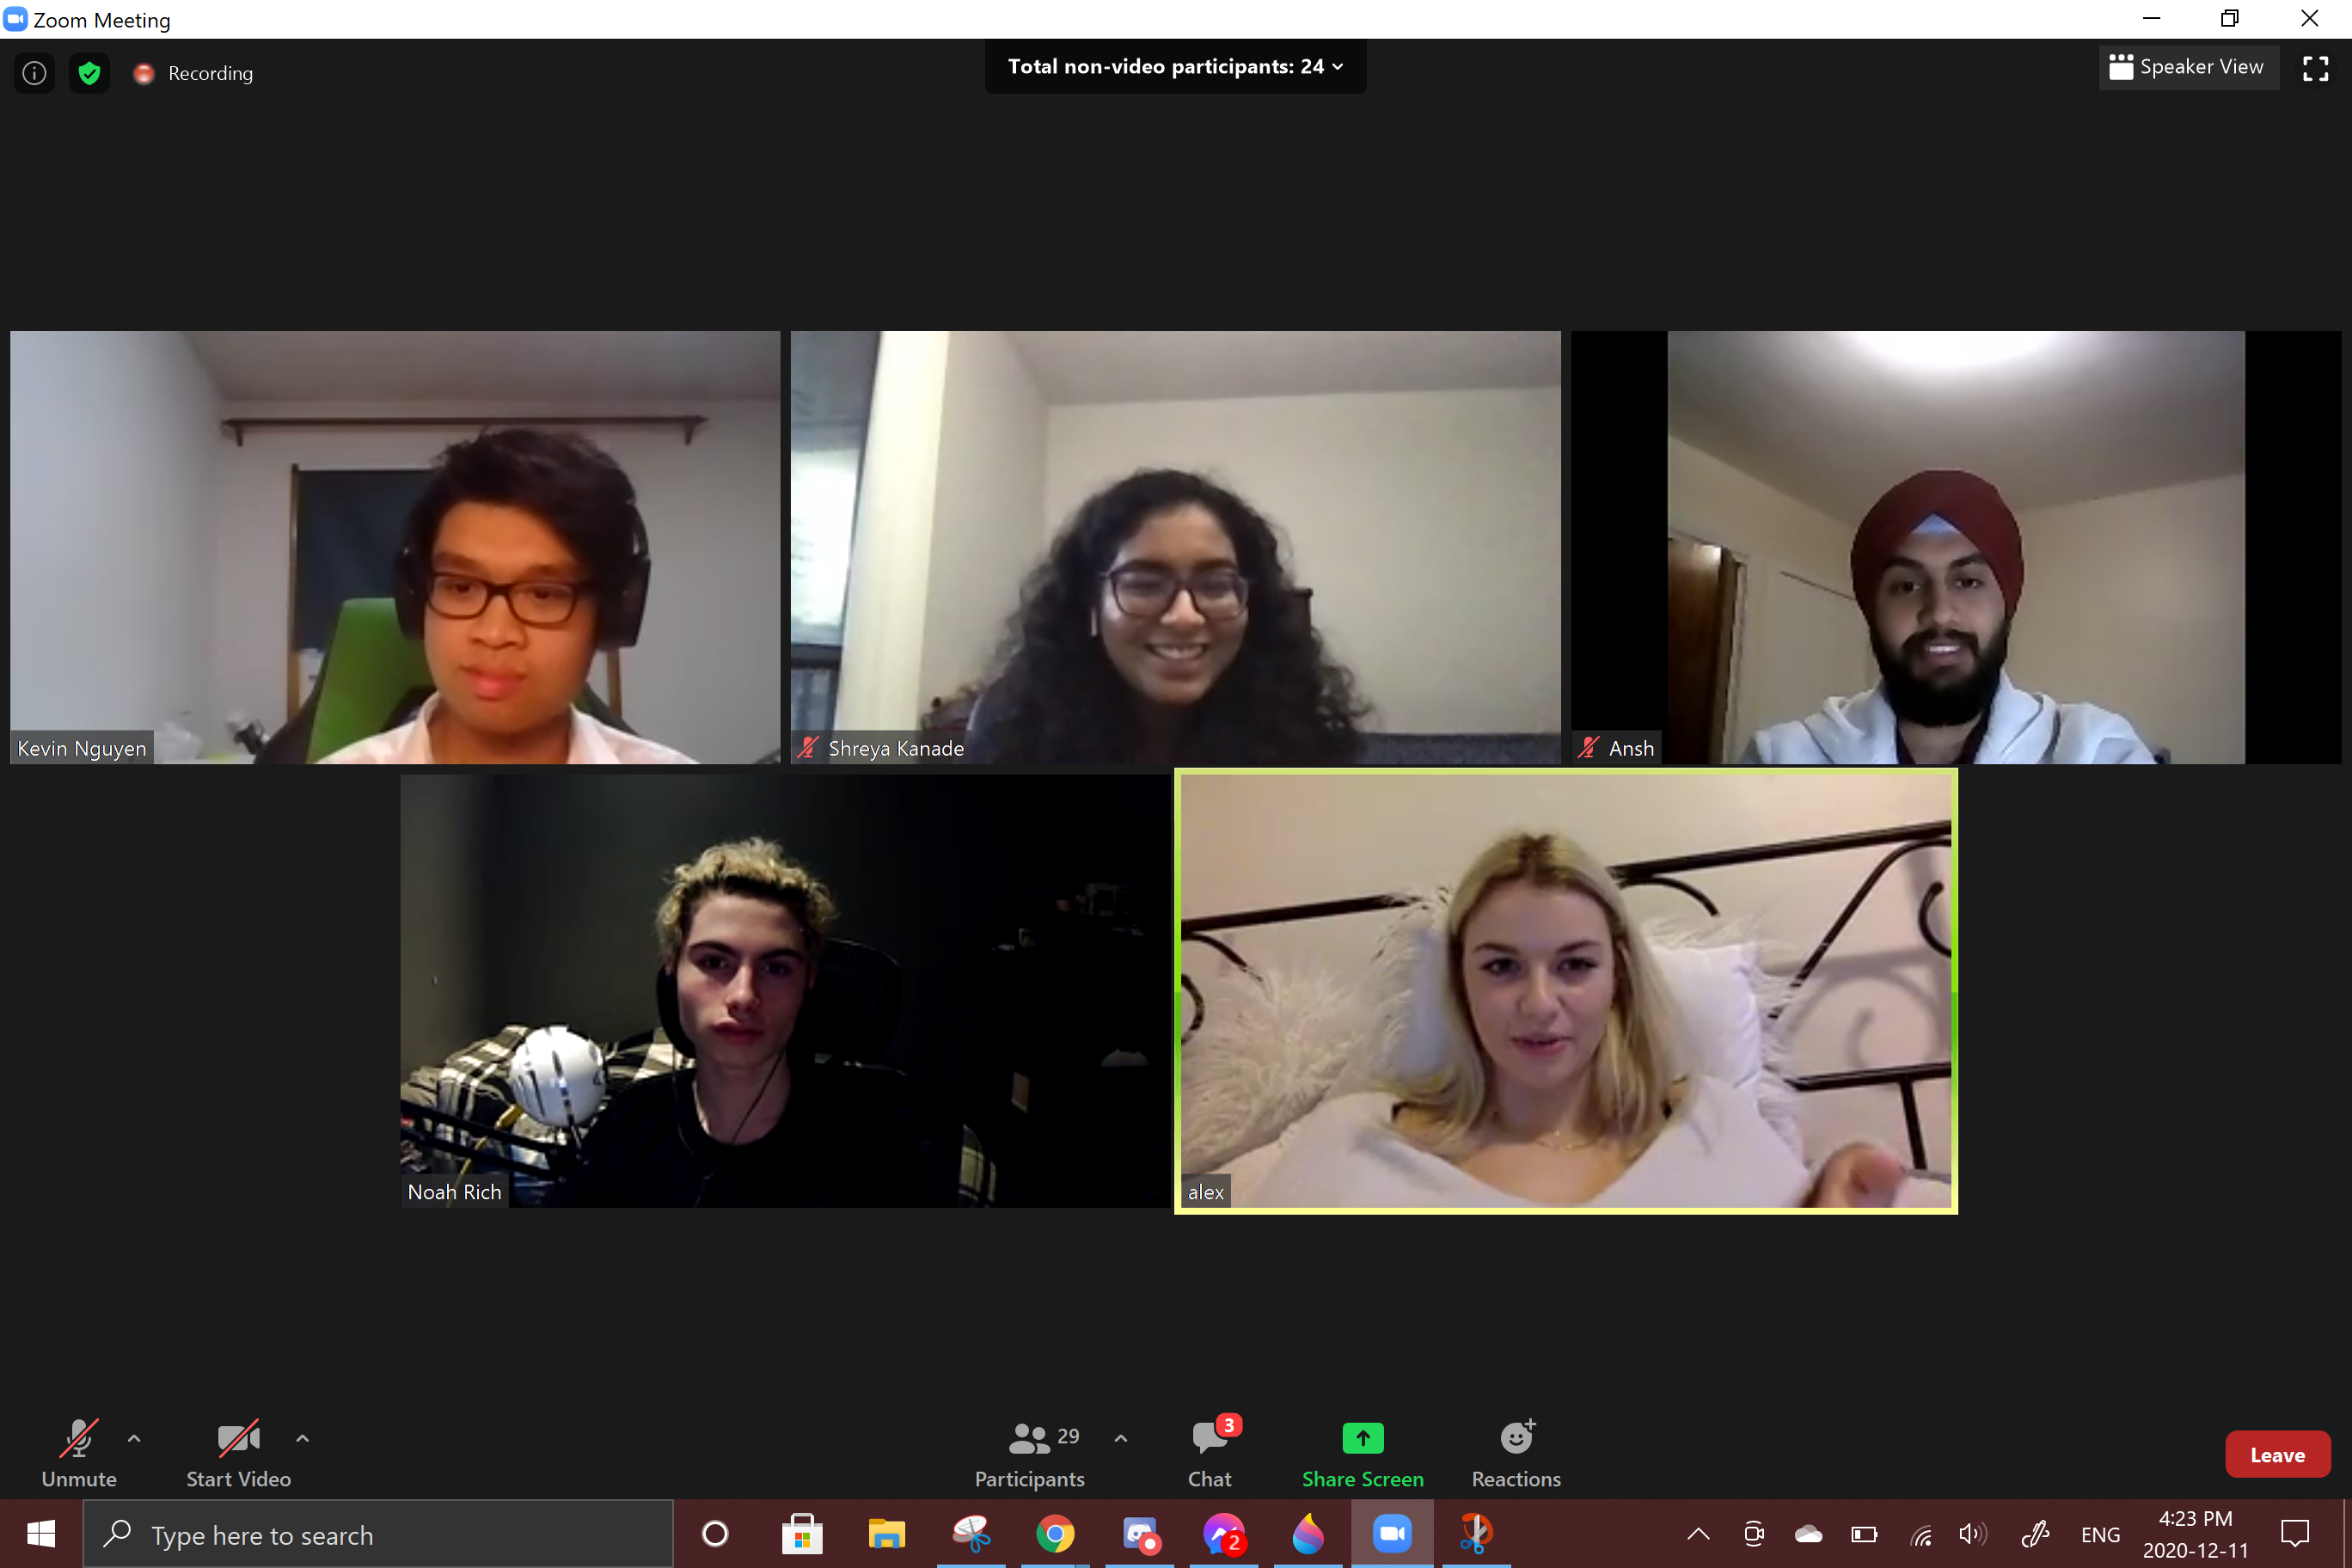 Zoom Meeting
Recording
Total non-video participants: 24
Speaker View
Kevin Nguyen
Shreya Kanade
Ansh
Noah Rich
alex
Unmute
Start Video
29
Participants
3
Chat
Share Screen
Reactions
Leave
Type here to search
2
ENG
4:23 PM
2020-12-11